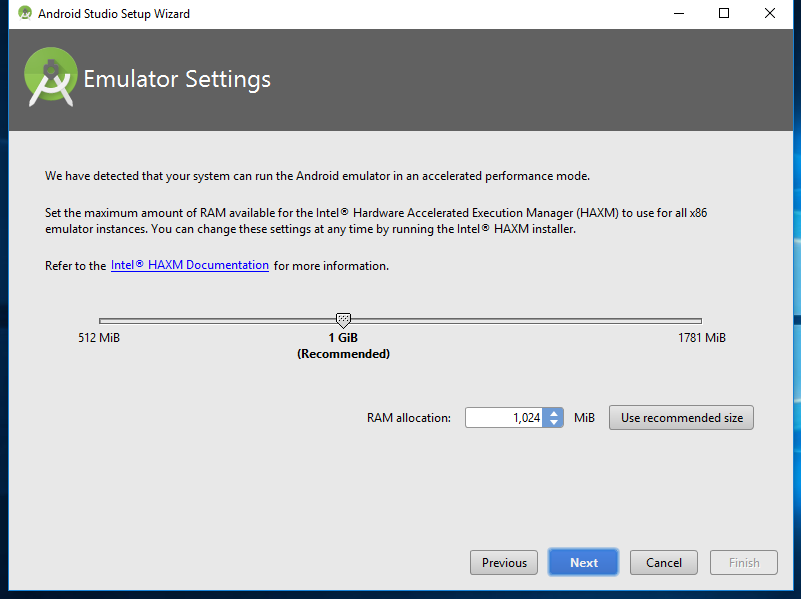 Android Studio Setup Wizard
Emulator Settings
We have detected that your system can run the Android emulator in an accelerated performance mode.
Set the maximum amount of RAM available for the Intel® Hardware Accelerated Execution Manager (HAXM) to use for all x86
emulator instances. You can change these settings at any time by running the Intel® HAXM installer.
Refer to the Intel® HAXM Documentation for more information.
512 MiB 1 GiB 1781 MiB
(Recommended)
RAM allocation: 1,024 MiB Use recommended size
Previous Next Cancel Finish